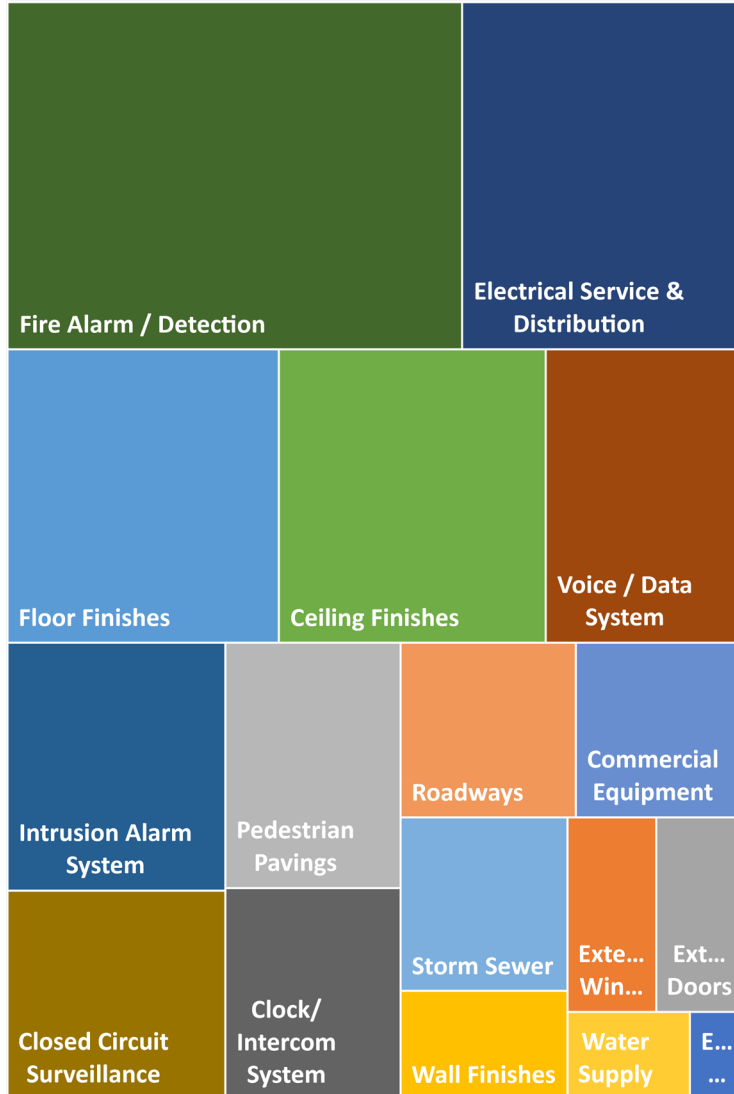 Fire Alarm / Detection
Electrical Service &
Distribution
Floor Finishes
Ceiling Finishes
Voice / Data
System
Intrusion Alarm
System
Pedestrian
Pavings
Roadways
Commercial
Equipment
Closed Circuit
Surveillance
Clock/
Intercom
System
Storm Sewer
Wall Finishes
Exte...
Win...
Ext...
Doors
Water
Supply
E...
...